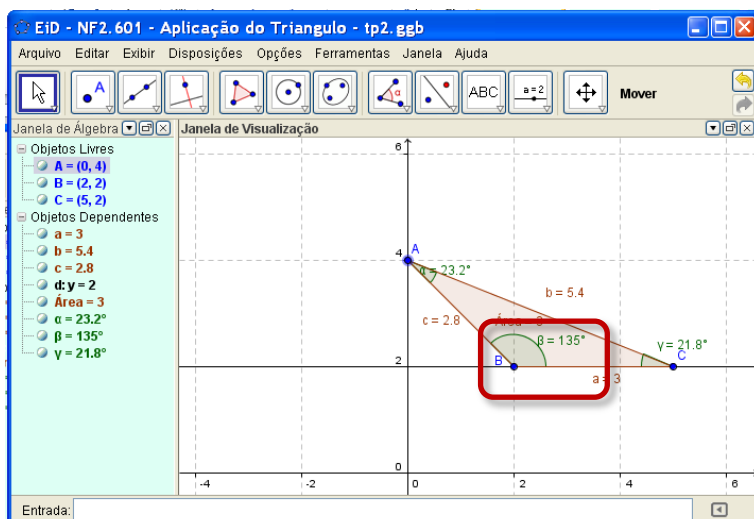 EiD - NF2.601 - Aplicação do Triangulo - tp2.ggb
Arquivo Editar Exibir Disposições Opções Ferramentas Janela Ajuda
A
α
ABC
a = 2
Mover
Janela de Álgebra
Janela de Visualização
Objetos Livres
A = (0, 4)
B = (2, 2)
C = (5, 2)
Objetos Dependentes
a = 3
b = 5.4
c = 2.8
d: y = 2
Área = 3
α = 23.2°
β = 135°
γ = 21.8°
6
A
4
α = 23.2°
b = 5.4
c = 2.8
Área = 3
β = 135°
γ = 21.8°
B
C
2
a = 3
0
-4 -2 0 2 4 6
Entrada: